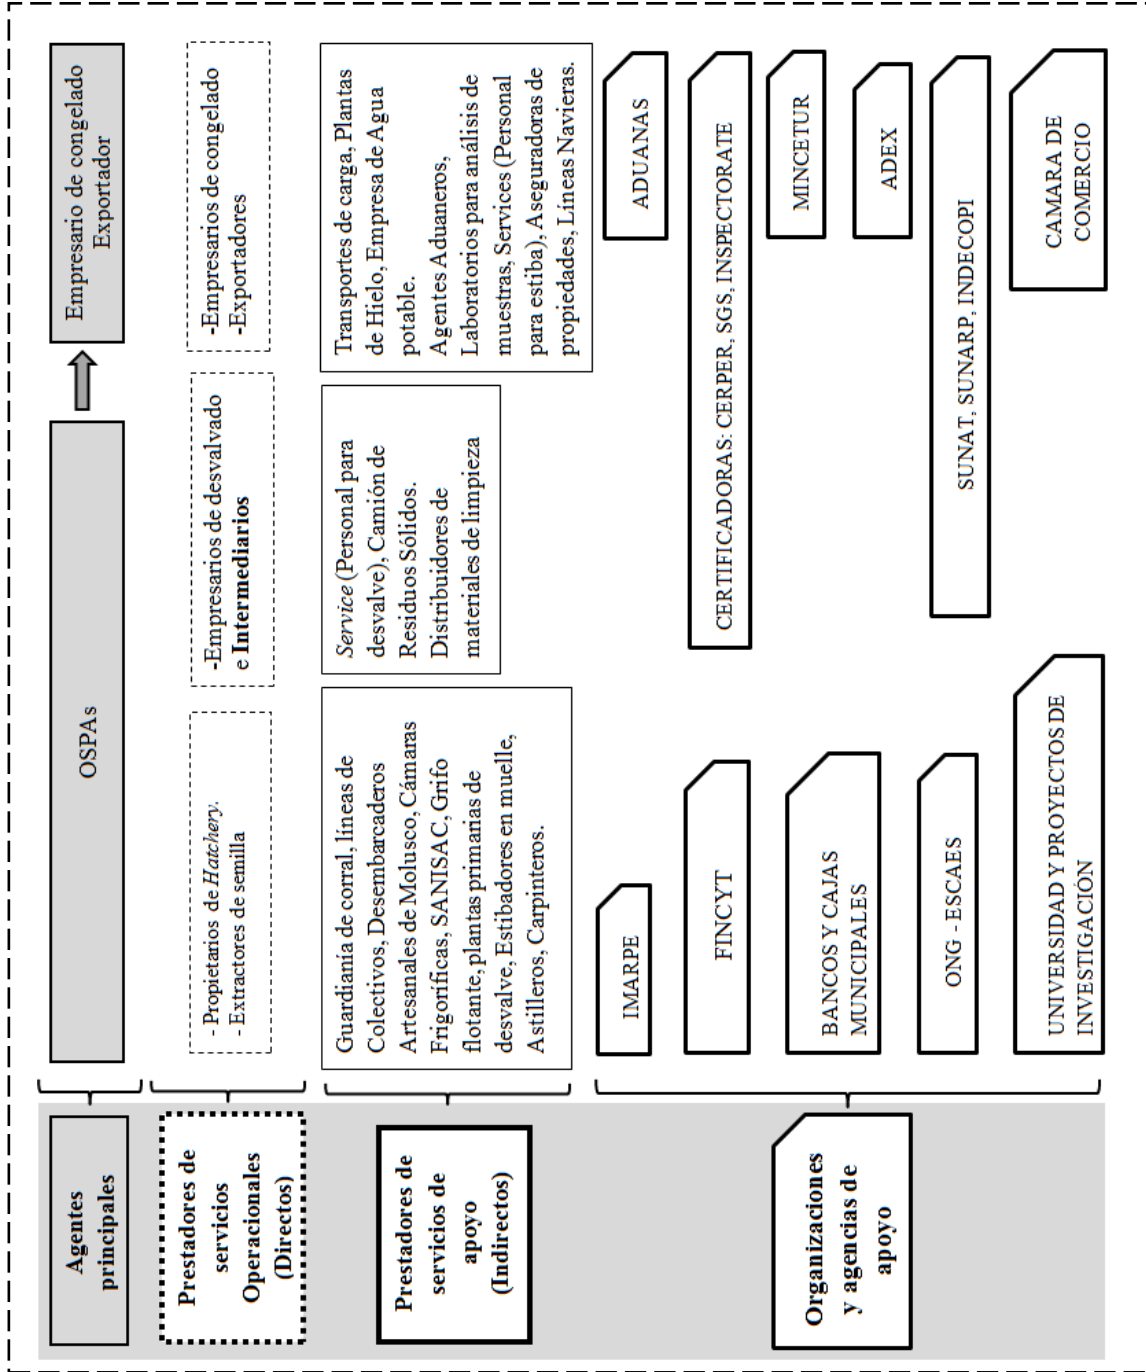 Agentes
principales
OSPAs
Empresario de congelado
Exportador
Prestadores de
servicios
Operacionales
(Directos)
- Propietarios de Hatchery.
- Extractores de semilla
-Empresarios de desvalvado
e Intermediarios
-Empresarios de congelado
-Exportadores
Prestadores de
servicios de
apoyo
(Indirectos)
Guardianía de corral, líneas de
Colectivos, Desembarcaderos
Artesanales de Molusco, Cámaras
Frigoríficas, SANISAC, Grifo
flotante, plantas primarias de
desvalve, Estibadores en muelle,
Astilleros, Carpinteros.
Service (Personal para
desvalve), Camión de
Residuos Sólidos.
Distribuidores de
materiales de limpieza
Transportes de carga, Plantas
de Hielo, Empresa de Agua
potable.
Agentes Aduaneros,
Laboratorios para análisis de
muestras, Services (Personal
para estiba), Aseguradoras de
propiedades, Líneas Navieras.
Organizaciones
y agencias de
apoyo
IMARPE
ADUANAS
FINCYT
CERTIFICADORAS: CERPER, SGS, INSPECTORATE
BANCOS Y CAJAS
MUNICIPALES
MINCETUR
ADEX
ONG - ESCAES
SUNAT, SUNARP, INDECOPI
UNIVERSIDAD Y PROYECTOS DE
INVESTIGACIÓN
CAMARA DE
COMERCIO